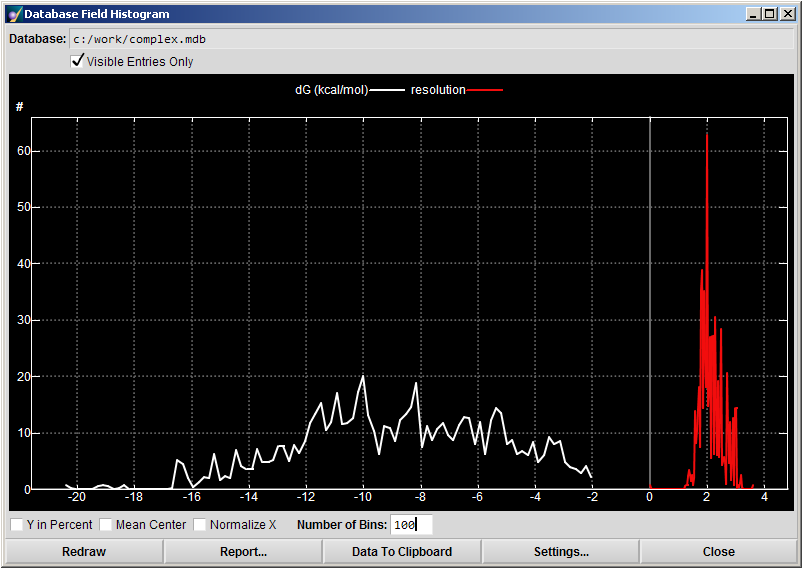 Database Field Histogram
Database: c:/work/complex.mdb
Visible Entries Only
dG (kcal/mol) resolution
#
60
50
40
30
20
10
0
-20 -18 -16 -14 -12 -10 -8 -6 -4 -2 0 2 4
Y in Percent Mean Center Normalize X Number of Bins: 100
Redraw Report... Data To Clipboard Settings... Close